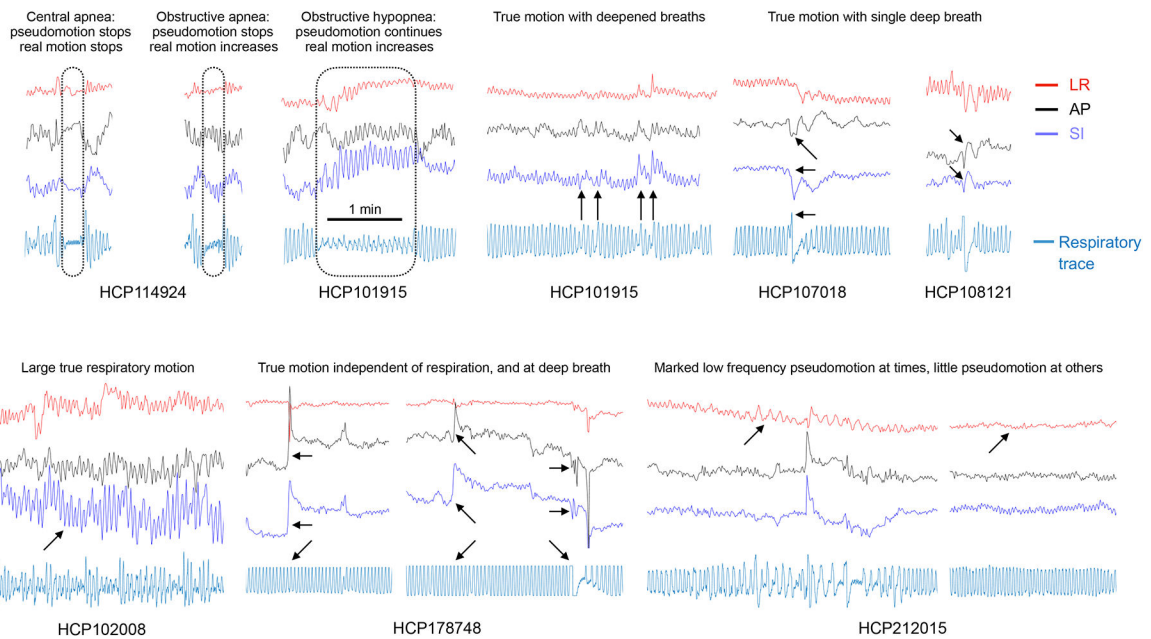 Central apnea:
pseudomotion stops
real motion stops
Obstructive apnea:
pseudomotion stops
real motion increases
Obstructive hypopnea:
pseudomotion continues
real motion increases
True motion with deepened breaths
True motion with single deep breath
LR
AP
SI
1 min
Respiratory
trace
HCP114924
HCP101915
HCP101915
HCP107018
HCP108121
Large true respiratory motion
True motion independent of respiration, and at deep breath
Marked low frequency pseudomotion at times, little pseudomotion at others
HCP102008
HCP178748
HCP212015